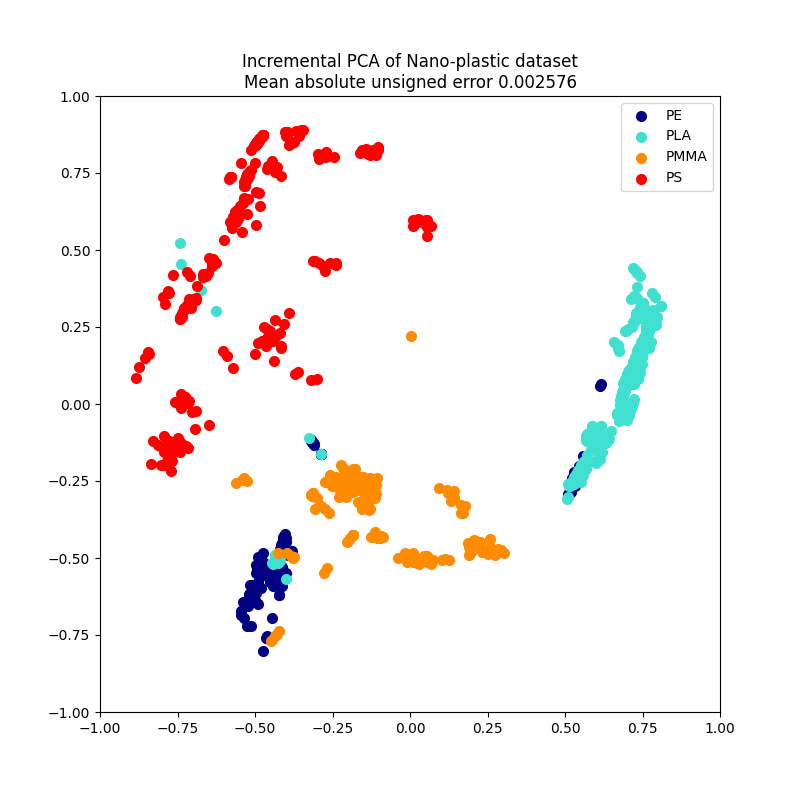 Incremental PCA of Nano-plastic dataset
Mean absolute unsigned error 0.002576
PE
PLA
PMMA
PS
1.00
0.75
0.50
0.25
0.00
−0.25
−0.50
−0.75
−1.00
−1.00 −0.75 −0.50 −0.25 0.00 0.25 0.50 0.75 1.00